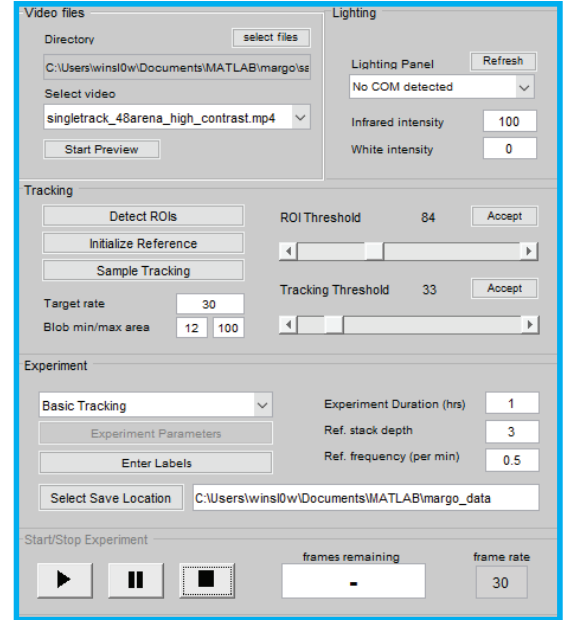 Video files
Directory
select files
C:\Users\winsl0w\Documents\MATLAB\margo\sa
Select video
singletrack_48arena_high_contrast.mp4
Start Preview
Lighting
Lighting Panel
Refresh
No COM detected
Infrared intensity 100
White intensity 0
Tracking
Detect ROIs
Initialize Reference
Sample Tracking
Target rate 30
Blob min/max area 12 100
ROI Threshold 84 Accept
Tracking Threshold 33 Accept
Experiment
Basic Tracking
Experiment Parameters
Enter Labels
Experiment Duration (hrs) 1
Ref. stack depth 3
Ref. frequency (per min) 0.5
Select Save Location C:\Users\winsl0w\Documents\MATLAB\margo_data
Start/Stop Experiment
frames remaining
-
frame rate
30